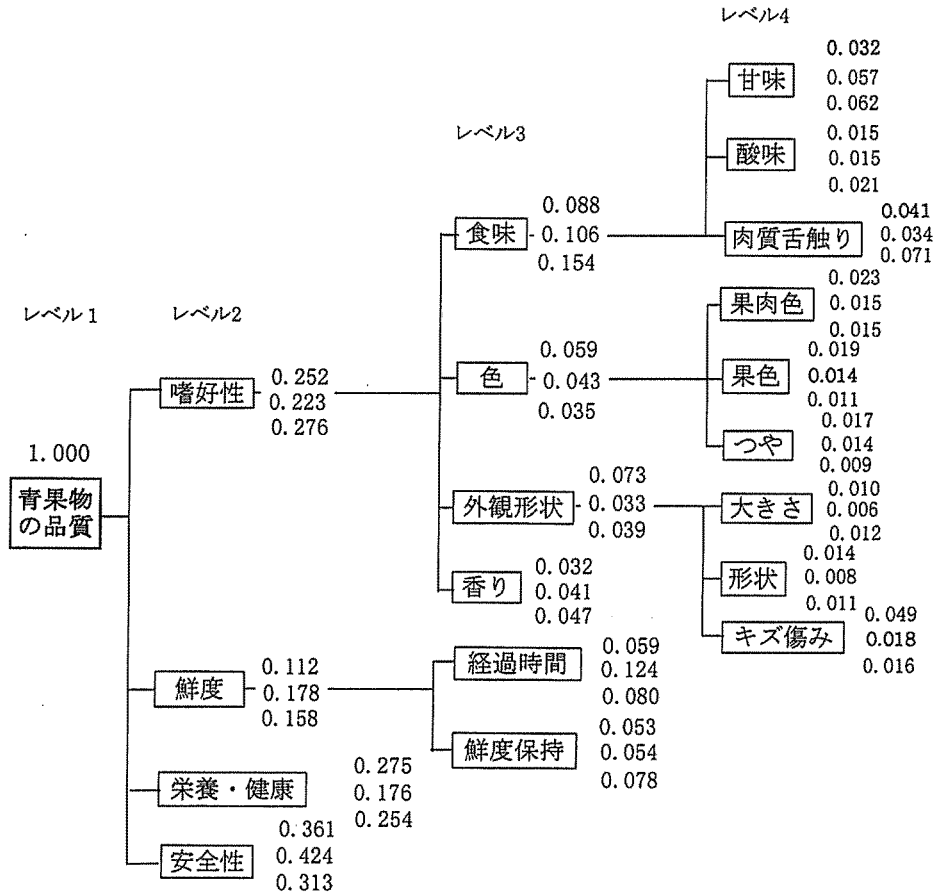 レベル4
0.032
甘味 0.057
0.062
レベル3
0.015
酸味 0.015
0.021
0.088
食味 0.106
0.154
0.041
肉質舌触り 0.034
0.071
0.023
果肉色 0.015
0.015
レベル1 レベル2
0.059
色 0.043
0.035
0.019
果色 0.014
0.011
0.252
嗜好性 0.223
0.276
0.017
つや 0.014
0.009
1.000
青果物
の品質
0.073
外観形状 0.033
0.039
0.010
大きさ 0.006
0.012
0.014
形状 0.008
0.011
0.032
香り 0.041
0.047
0.049
キズ傷み 0.018
0.016
0.112
鮮度 0.178
0.158
0.059
経過時間 0.124
0.080
0.053
鮮度保持 0.054
0.078
0.275
栄養・健康 0.176
0.254
0.361
安全性 0.424
0.313